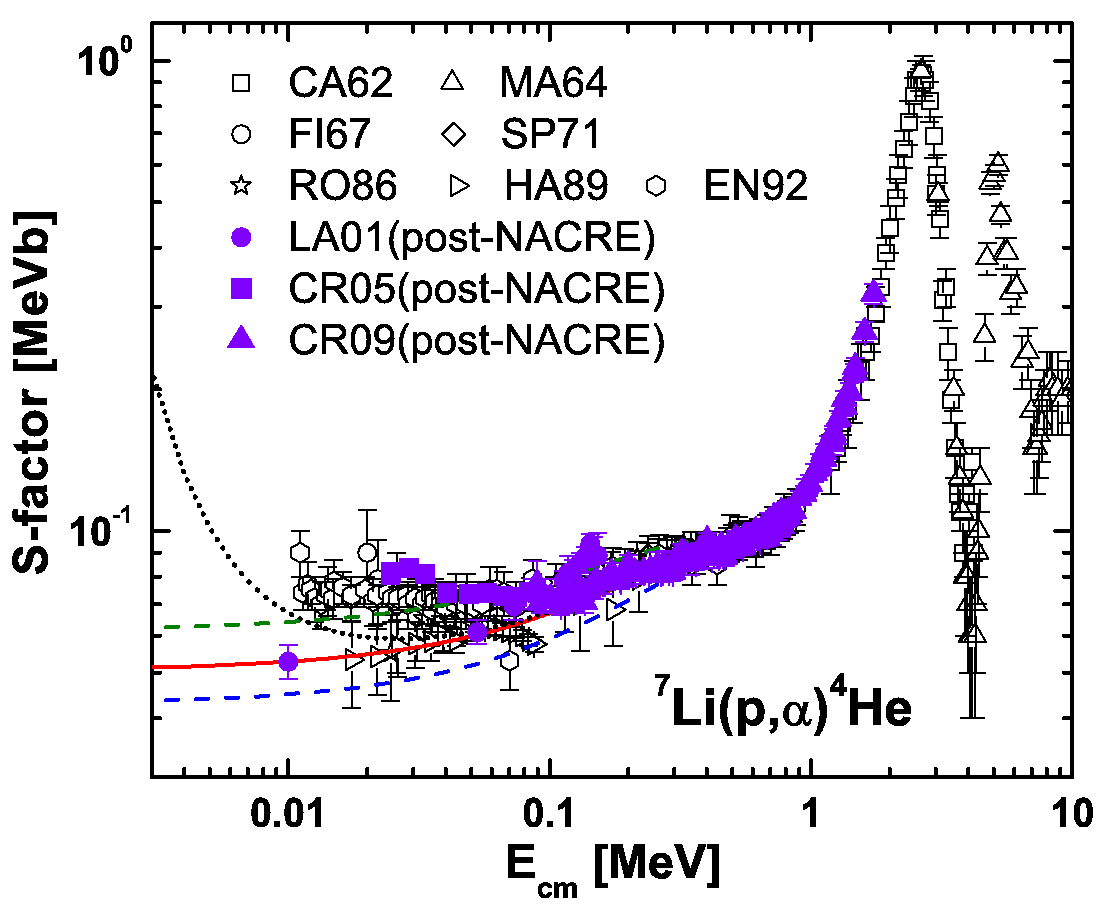 10⁰
CA62 MA64
FI67 SP71
RO86 HA89 EN92
LA01(post-NACRE)
CR05(post-NACRE)
CR09(post-NACRE)
S-factor [MeVb]
10⁻¹
⁷Li(p,α)⁴He
0.01 0.1 1 10
E_cm [MeV]